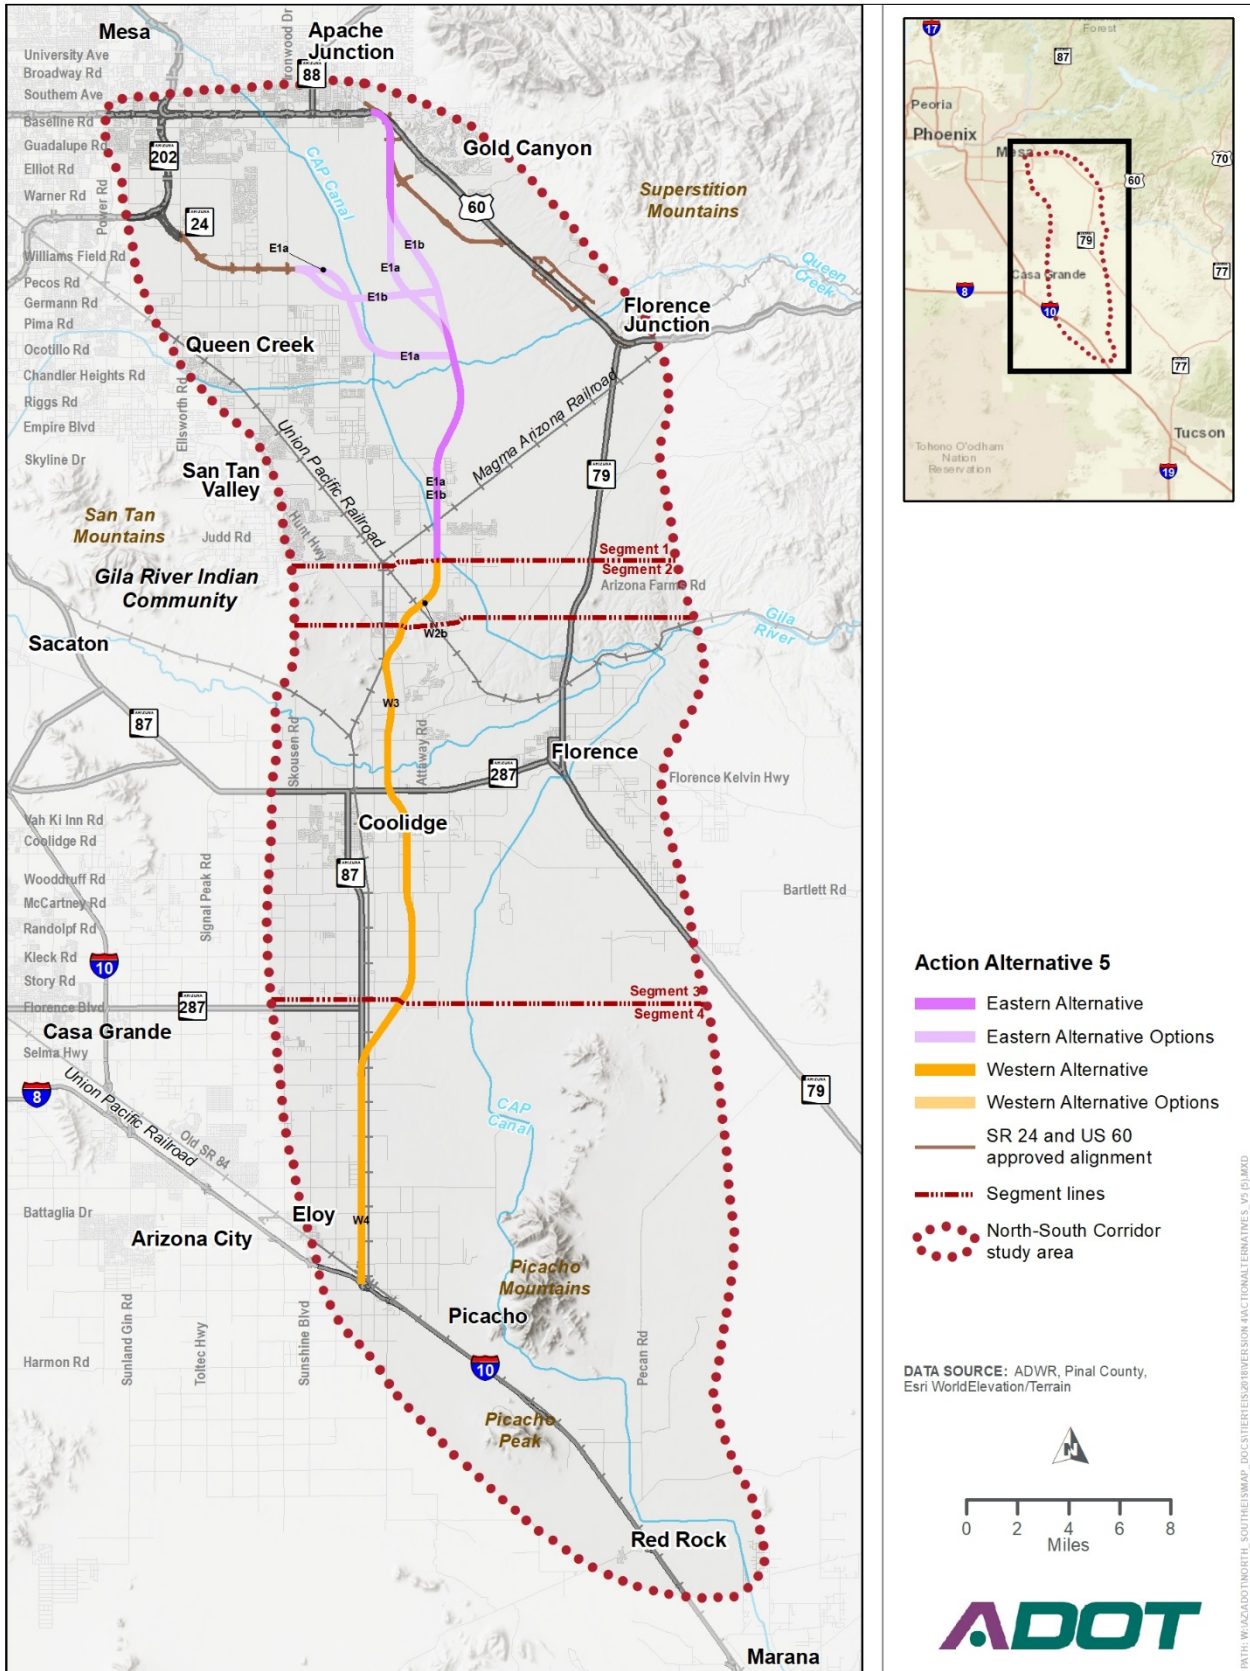 Mesa
Apache
Junction
Ironwood Dr
University Ave
Broadway Rd
Southern Ave
Baseline Rd
Guadalupe Rd
Elliot Rd
Warner Rd
Power Rd
ARIZONA
88
ARIZONA
202
ARIZONA
24
CAP Canal
Gold Canyon
60
Superstition
Mountains
Williams Field Rd
Pecos Rd
Germann Rd
Pima Rd
Ocotillo Rd
Chandler Heights Rd
Riggs Rd
Empire Blvd
Skyline Dr
E1a
E1b
E1a
E1b
E1a
Queen
Creek
Florence
Junction
Queen Creek
Ellsworth Rd
Union Pacific Railroad
Magma Arizona Railroad
San Tan
Valley
E1a
E1b
ARIZONA
79
San Tan
Mountains
Judd Rd
Hunt Hwy
Segment 1
Segment 2
Arizona Farms Rd
Gila River Indian
Community
Gila
River
W2b
Sacaton
W3
ARIZONA
87
Skousen Rd
Attaway Rd
Florence
ARIZONA
287
Florence Kelvin Hwy
Vah Ki Inn Rd
Coolidge Rd
Coolidge
Wooddruff Rd
McCartney Rd
Randolpf Rd
Kleck Rd
Story Rd
Florence Blvd
Signal Peak Rd
ARIZONA
87
Bartlett Rd
10
ARIZONA
287
Segment 3
Segment 4
Casa Grande
Selma Hwy
8
Union Pacific Railroad
Old SR 84
CAP
Canal
ARIZONA
79
Battaglia Dr
Arizona City
Eloy
W4
Picacho
Mountains
Picacho
Harmon Rd
Sunland Gin Rd
Toltec Hwy
Sunshine Blvd
10
Pecan Rd
Picacho
Peak
Red Rock
Marana
17
Forest
87
Peoria
Phoenix
Mesa
70
60
79
77
Casa Grande
8
10
77
Tucson
Tohono O'odham
Nation
Reservation
19
Action Alternative 5
Eastern Alternative
Eastern Alternative Options
Western Alternative
Western Alternative Options
SR 24 and US 60
approved alignment
Segment lines
North-South Corridor
study area
DATA SOURCE: ADWR, Pinal County,
Esri WorldElevation/Terrain
N
0 2 4 6 8
Miles
ADOT